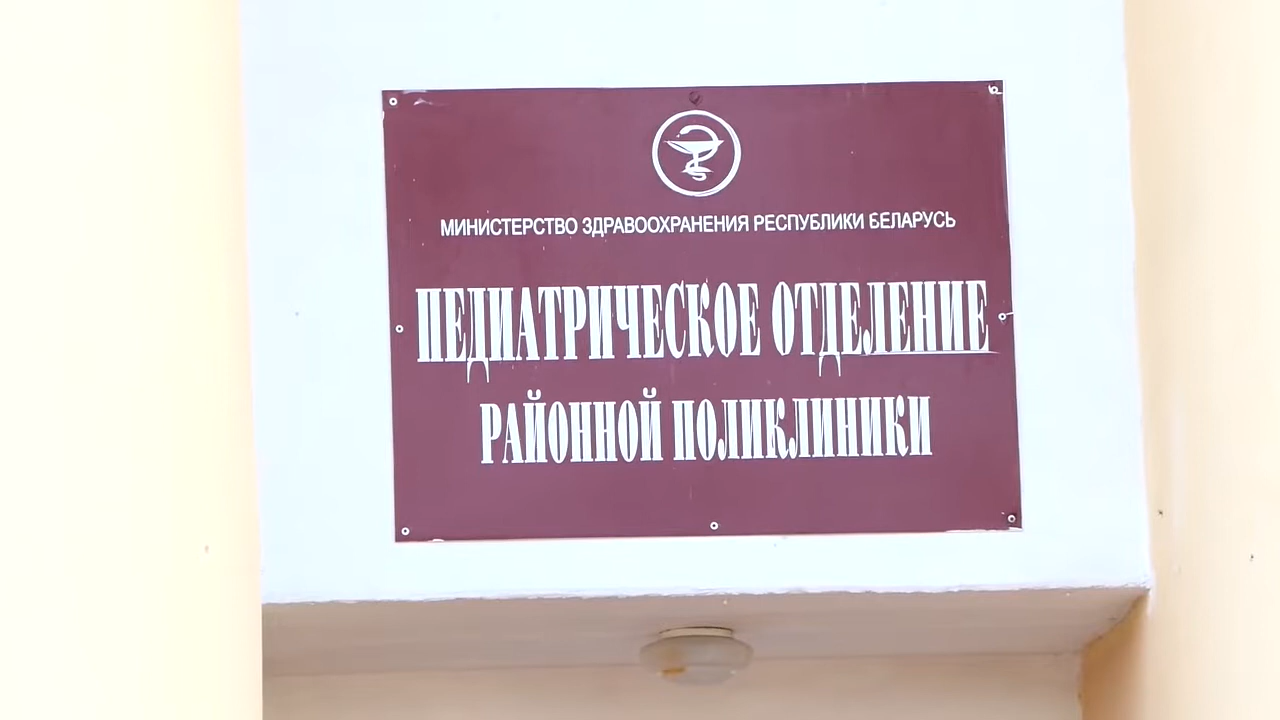 МИНИСТЕРСТВО ЗДРАВООХРАНЕНИЯ РЕСПУБЛИКИ БЕЛАРУСЬ
ПЕДИАТРИЧЕСКОЕ ОТДЕЛЕНИЕ
РАЙОННОЙ ПОЛИКЛИНИКИ